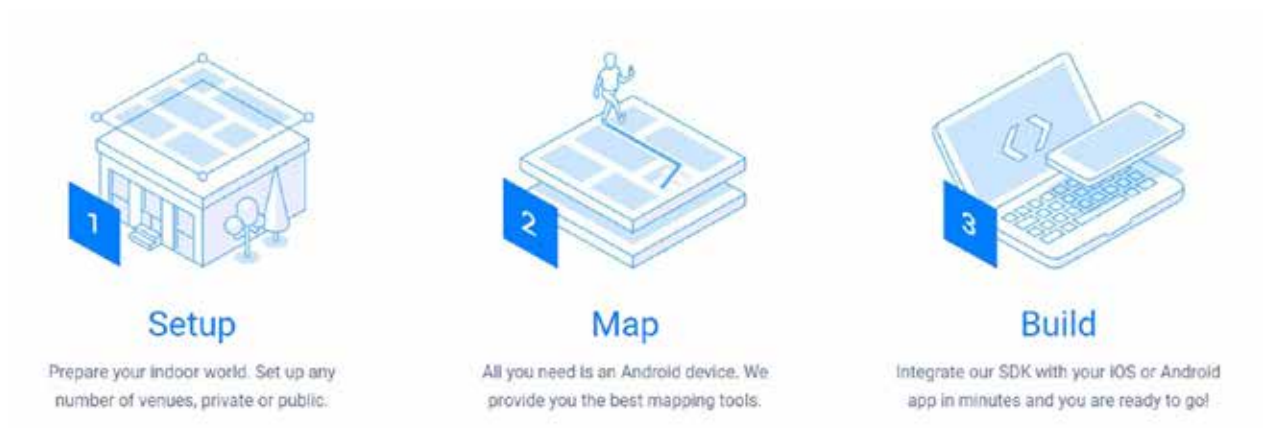 1
Setup
Prepare your indoor world. Set up any
number of venues, private or public.
2
Map
All you need is an Android device. We
provide you the best mapping tools.
3
Build
Integrate our SDK with your iOS or Android
app in minutes and you are ready to go!